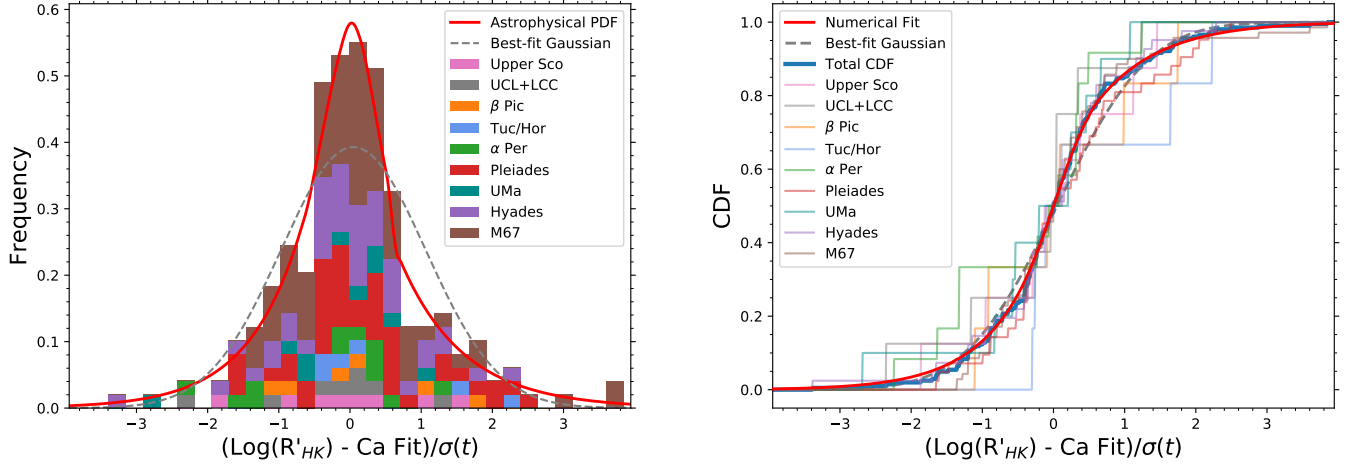 Frequency
0.6
0.5
0.4
0.3
0.2
0.1
0.0
−3
−2
−1
0
1
2
3
(Log(R'HK) - Ca Fit)/σ(t)
Astrophysical PDF
Best-fit Gaussian
Upper Sco
UCL+LCC
β Pic
Tuc/Hor
α Per
Pleiades
UMa
Hyades
M67
CDF
1.0
0.8
0.6
0.4
0.2
0.0
−3
−2
−1
0
1
2
3
(Log(R'HK) - Ca Fit)/σ(t)
Numerical Fit
Best-fit Gaussian
Total CDF
Upper Sco
UCL+LCC
β Pic
Tuc/Hor
α Per
Pleiades
UMa
Hyades
M67